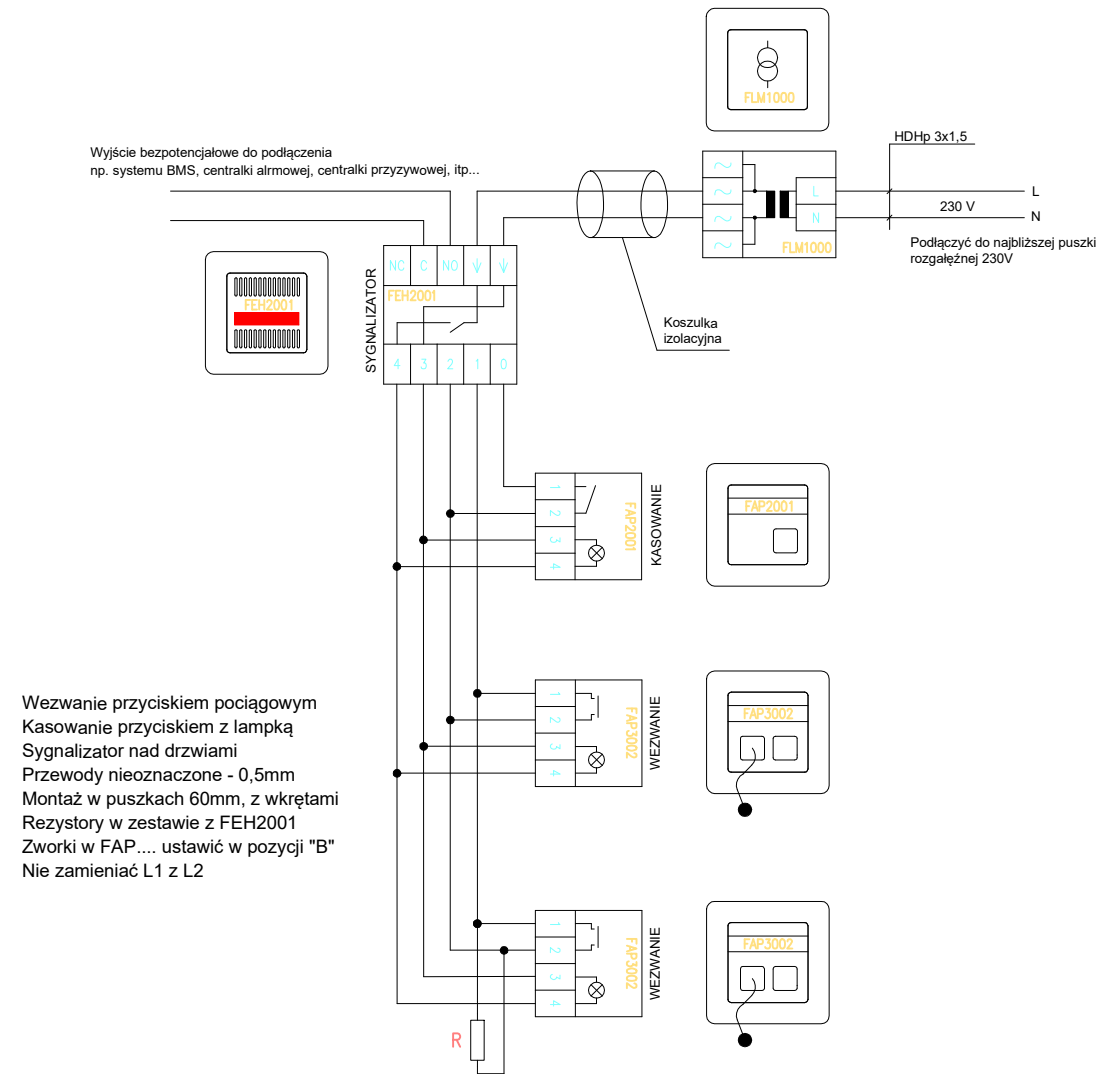 FLM1000
HDHp 3x1,5
Wyjście bezpotencjałowe do podłączenia
np. systemu BMS, centralki alrmowej, centralki przyzywowej, itp...
L
L
230 V
N
N
FLM1000
Podłączyć do najbliższej puszki
rozgałęźnej 230V
NC C NO
FEH2001
FEH2001
SYGNALIZATOR
Koszulka
izolacyjna
4 3 2 1 0
1
2
3
4
FAP2001
KASOWANIE
FAP2001
1
2
3
4
FAP3002
WEZWANIE
FAP3002
Wezwanie przyciskiem pociągowym
Kasowanie przyciskiem z lampką
Sygnalizator nad drzwiami
Przewody nieoznaczone - 0,5mm
Montaż w puszkach 60mm, z wkrętami
Rezystory w zestawie z FEH2001
Zworki w FAP.... ustawić w pozycji "B"
Nie zamieniać L1 z L2
1
2
3
4
FAP3002
WEZWANIE
FAP3002
R